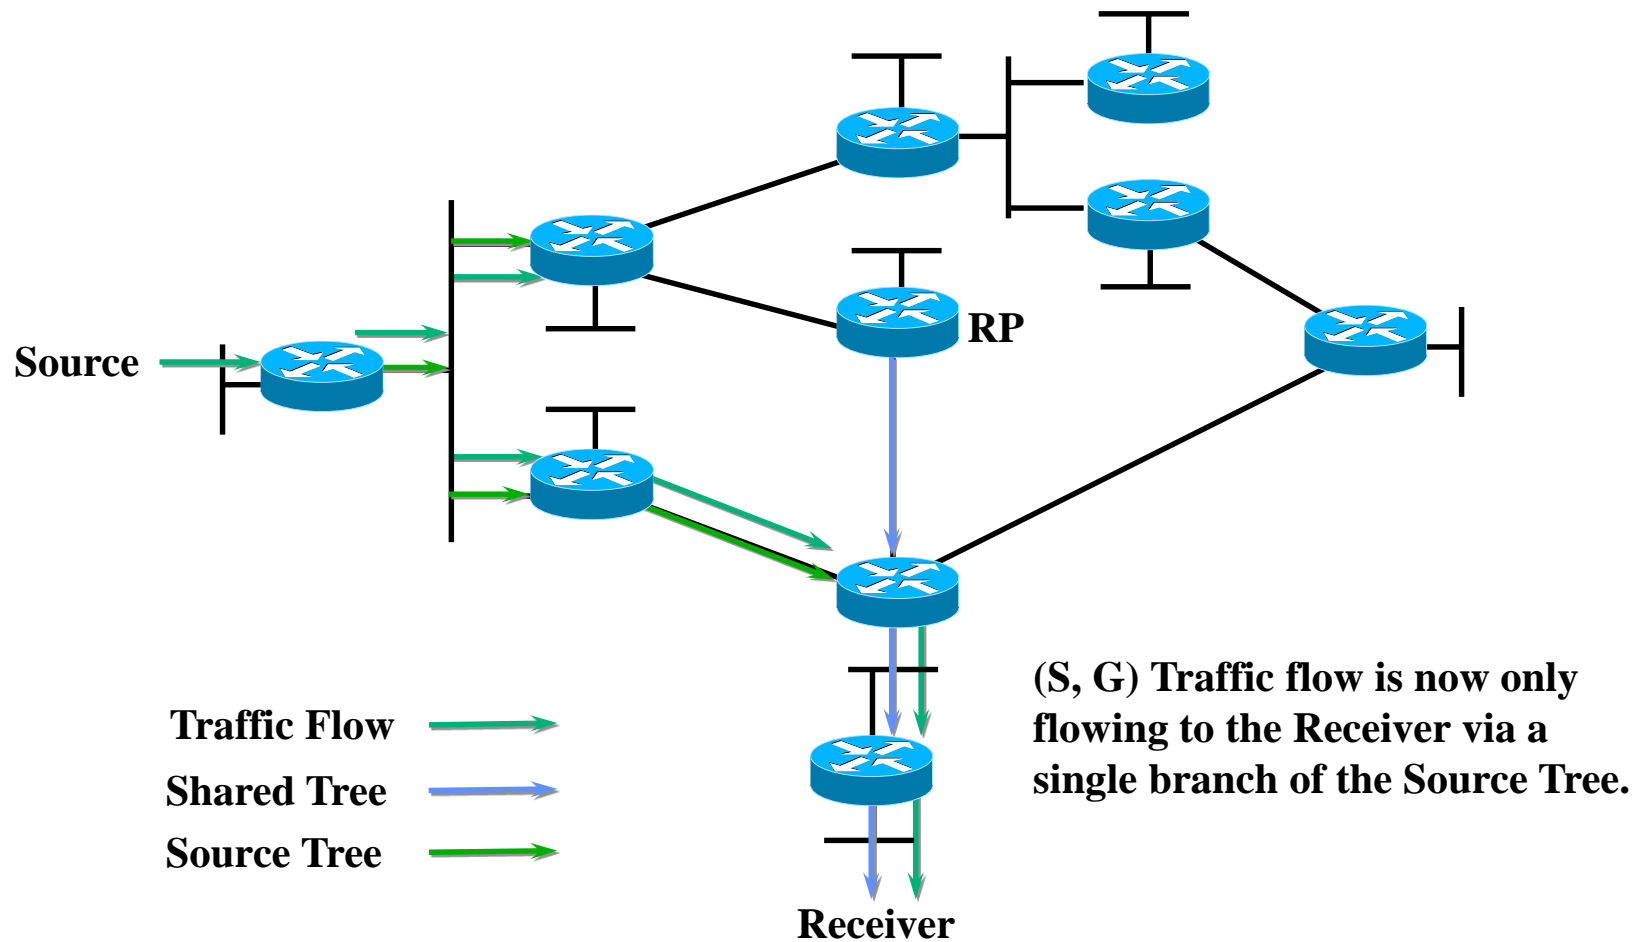 RP
Source
(S, G) Traffic flow is now only
flowing to the Receiver via a
single branch of the Source Tree.
Traffic Flow
Shared Tree
Source Tree
Receiver